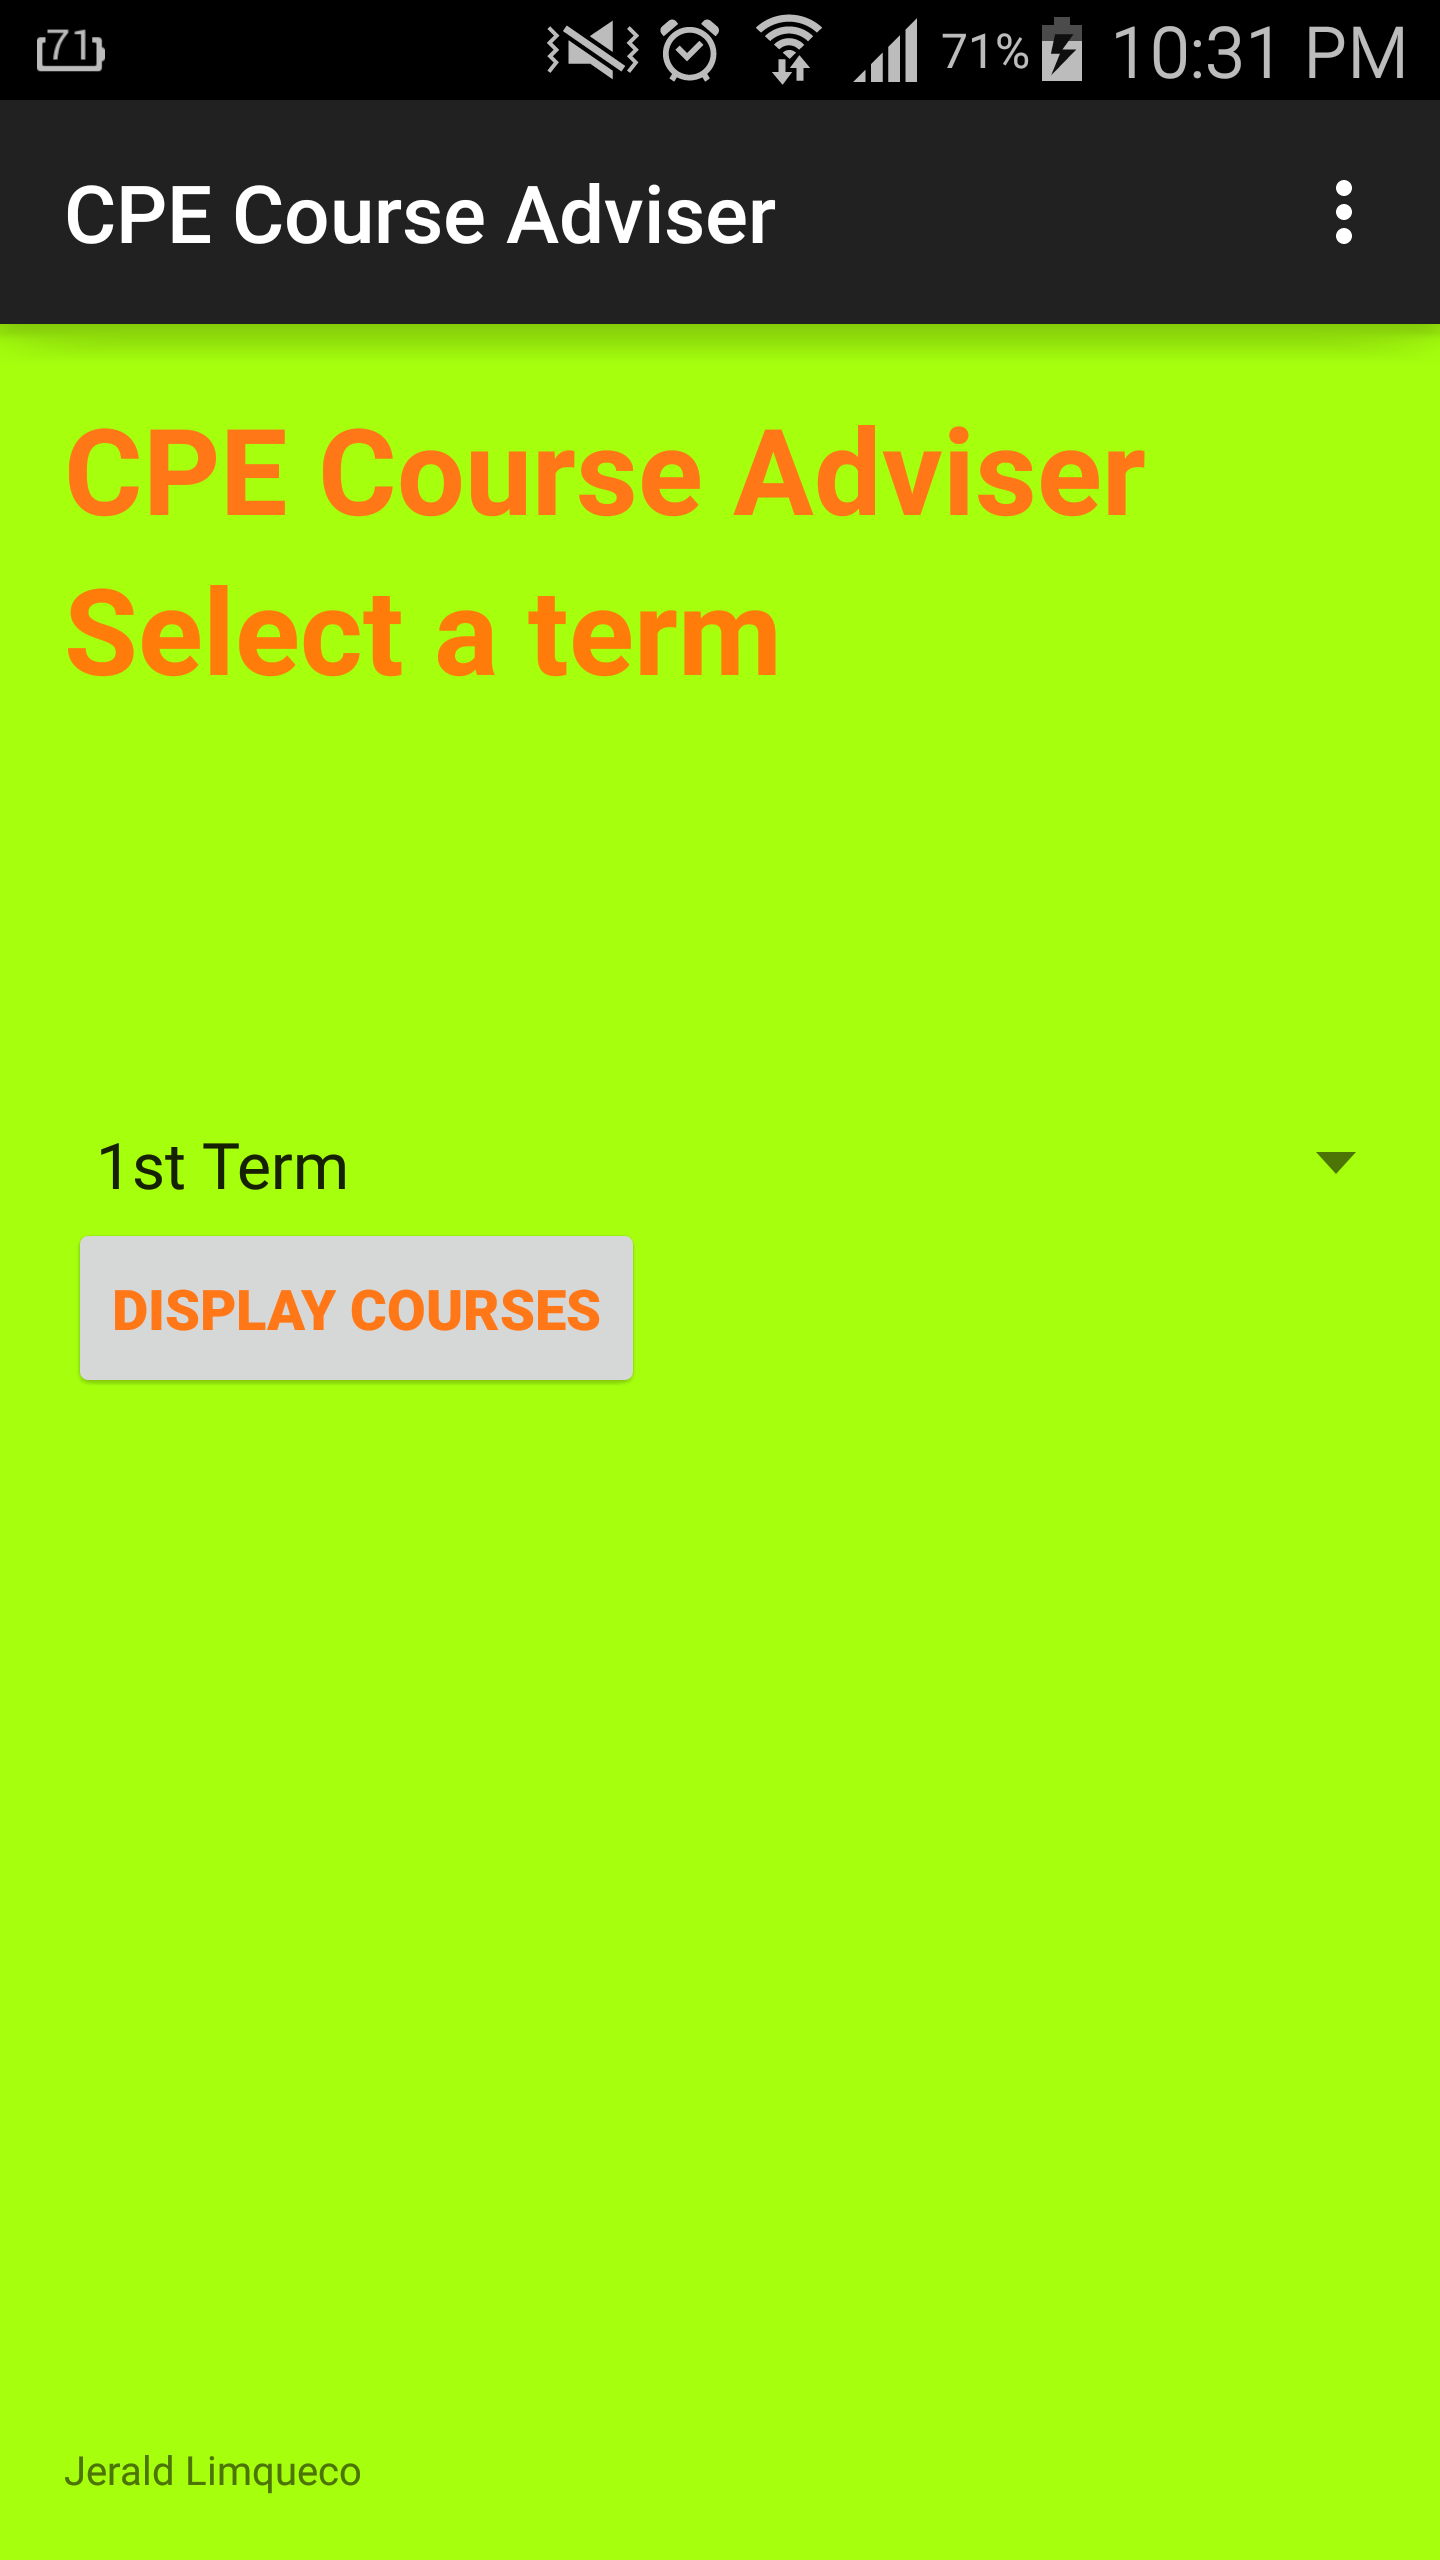 71 71% 10:31 PM
CPE Course Adviser
CPE Course Adviser
Select a term
1st Term
DISPLAY COURSES
Jerald Limqueco